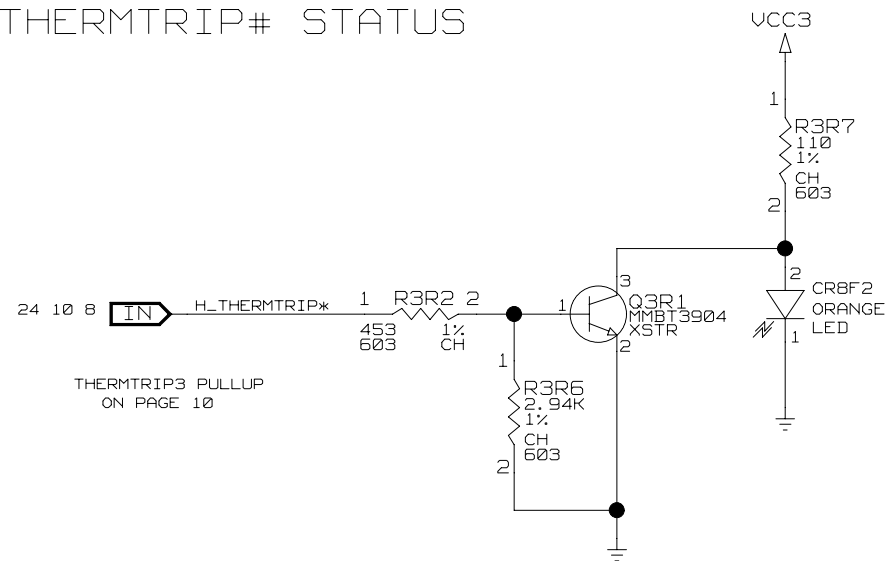 THERMTRIP# STATUS
VCC3
1
R3R7
110
1%
CH
603
2
3
Q3R1
MMBT3904
XSTR
1
2
2
CR8F2
ORANGE
LED
1
24 10 8 IN H_THERMTRIP*
1 R3R2 2
453 1%
603 CH
THERMTRIP3 PULLUP
ON PAGE 10
1
R3R6
2.94K
1%
CH
603
2